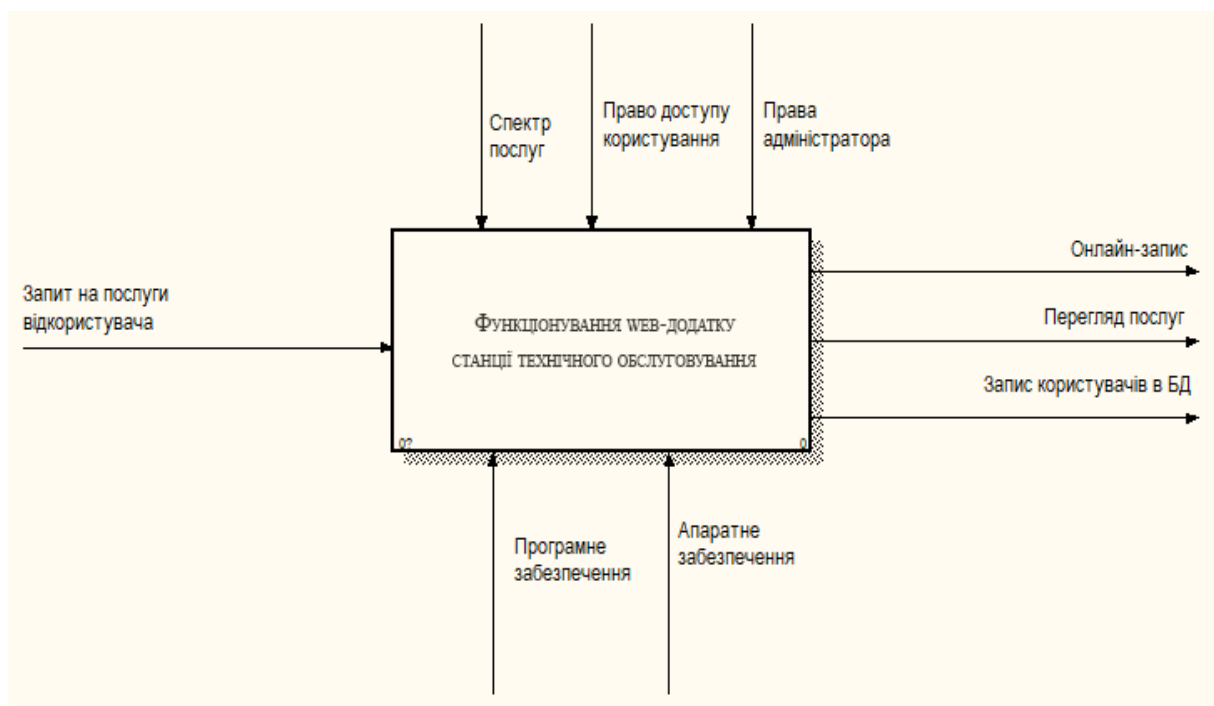 Спектр
послуг
Право доступу
користування
Права
адміністратора
Запит на послуги
відкористувача
Функціонування web-додатку
станції технічного обслуговування
0?
0
Онлайн-запис
Перегляд послуг
Запис користувачів в БД
Програмне
забезпечення
Апаратне
забезпечення